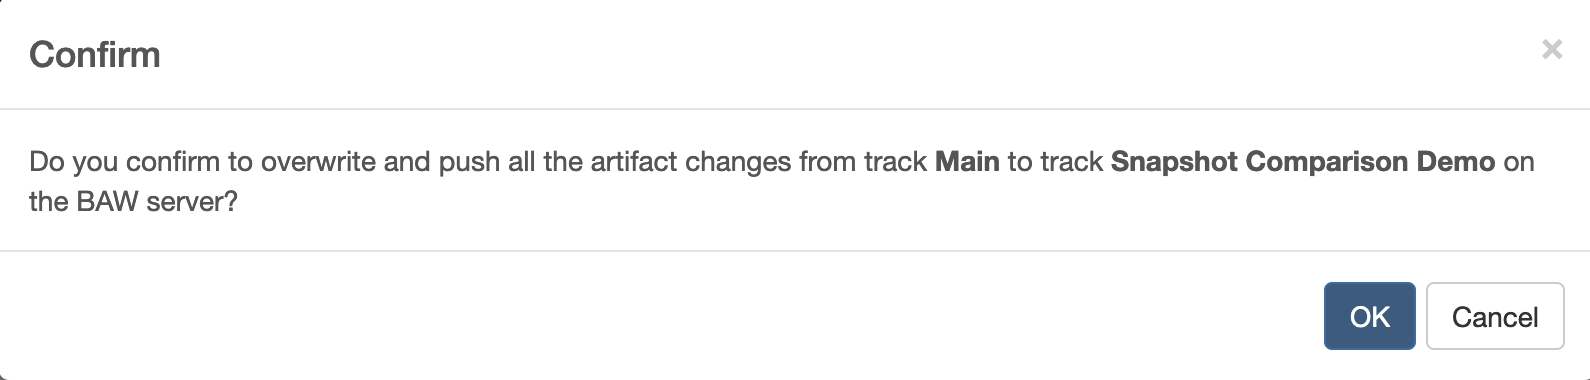 Confirm
×
Do you confirm to overwrite and push all the artifact changes from track Main to track Snapshot Comparison Demo on
the BAW server?
OK
Cancel